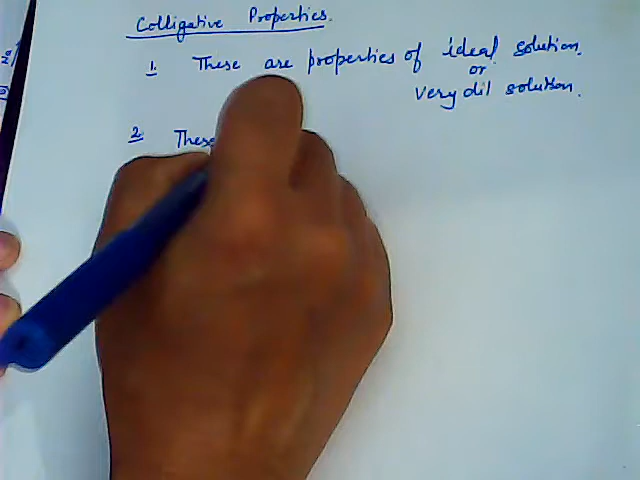 Colligative Properties.
1. These are properties of ideal solution.
or
very dil solution.
2 These